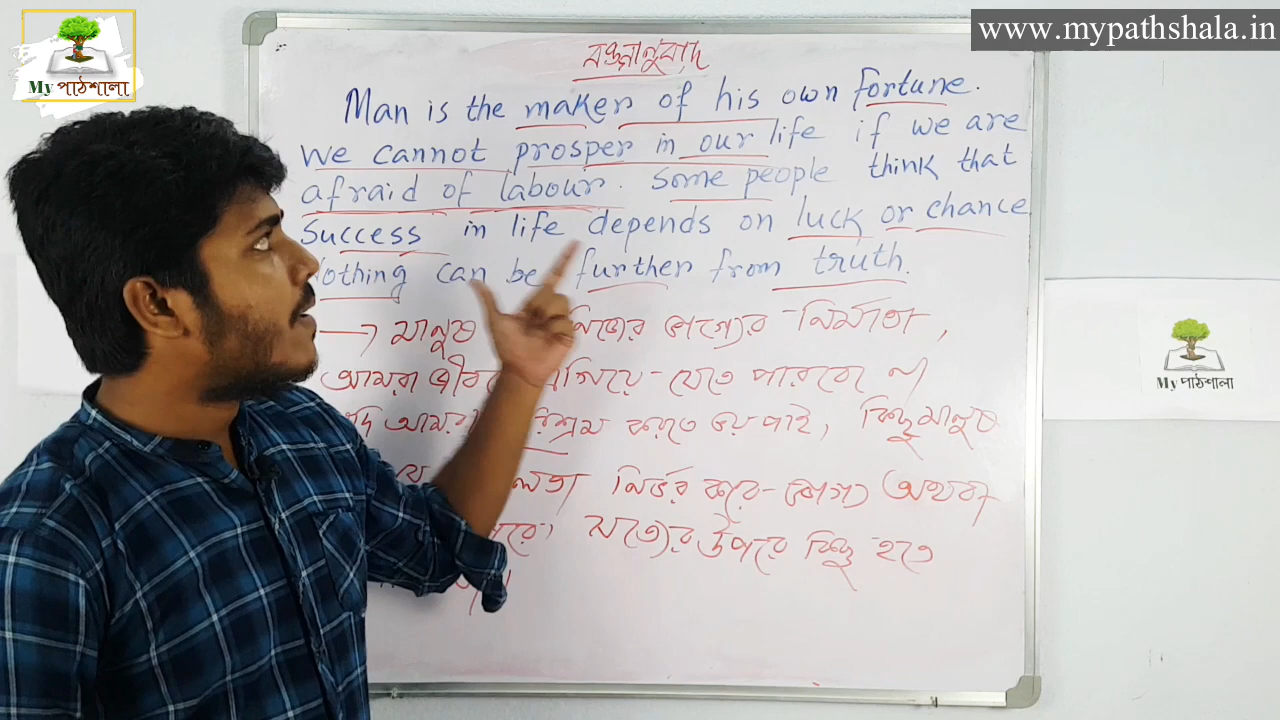 www.mypathshala.in
My পাঠশালা
বঙ্গানুবাদ
Man is the maker of his own fortune.
We cannot prosper in our life if we are
afraid of labour. Some people think that
Success in life depends on luck or chance
Nothing can be further from truth.
→ মানুষ নিজের ভাগ্যের নির্মাতা,
আমরা জীবনে এগিয়ে যেতে পারবো না
যদি আমরা পরিশ্রম করতে ভয় পাই, কিছু মানুষ
নির্ভর করে ভাগ্য অথবা
সত্যের উপরে কিছু হতে
My পাঠশালা